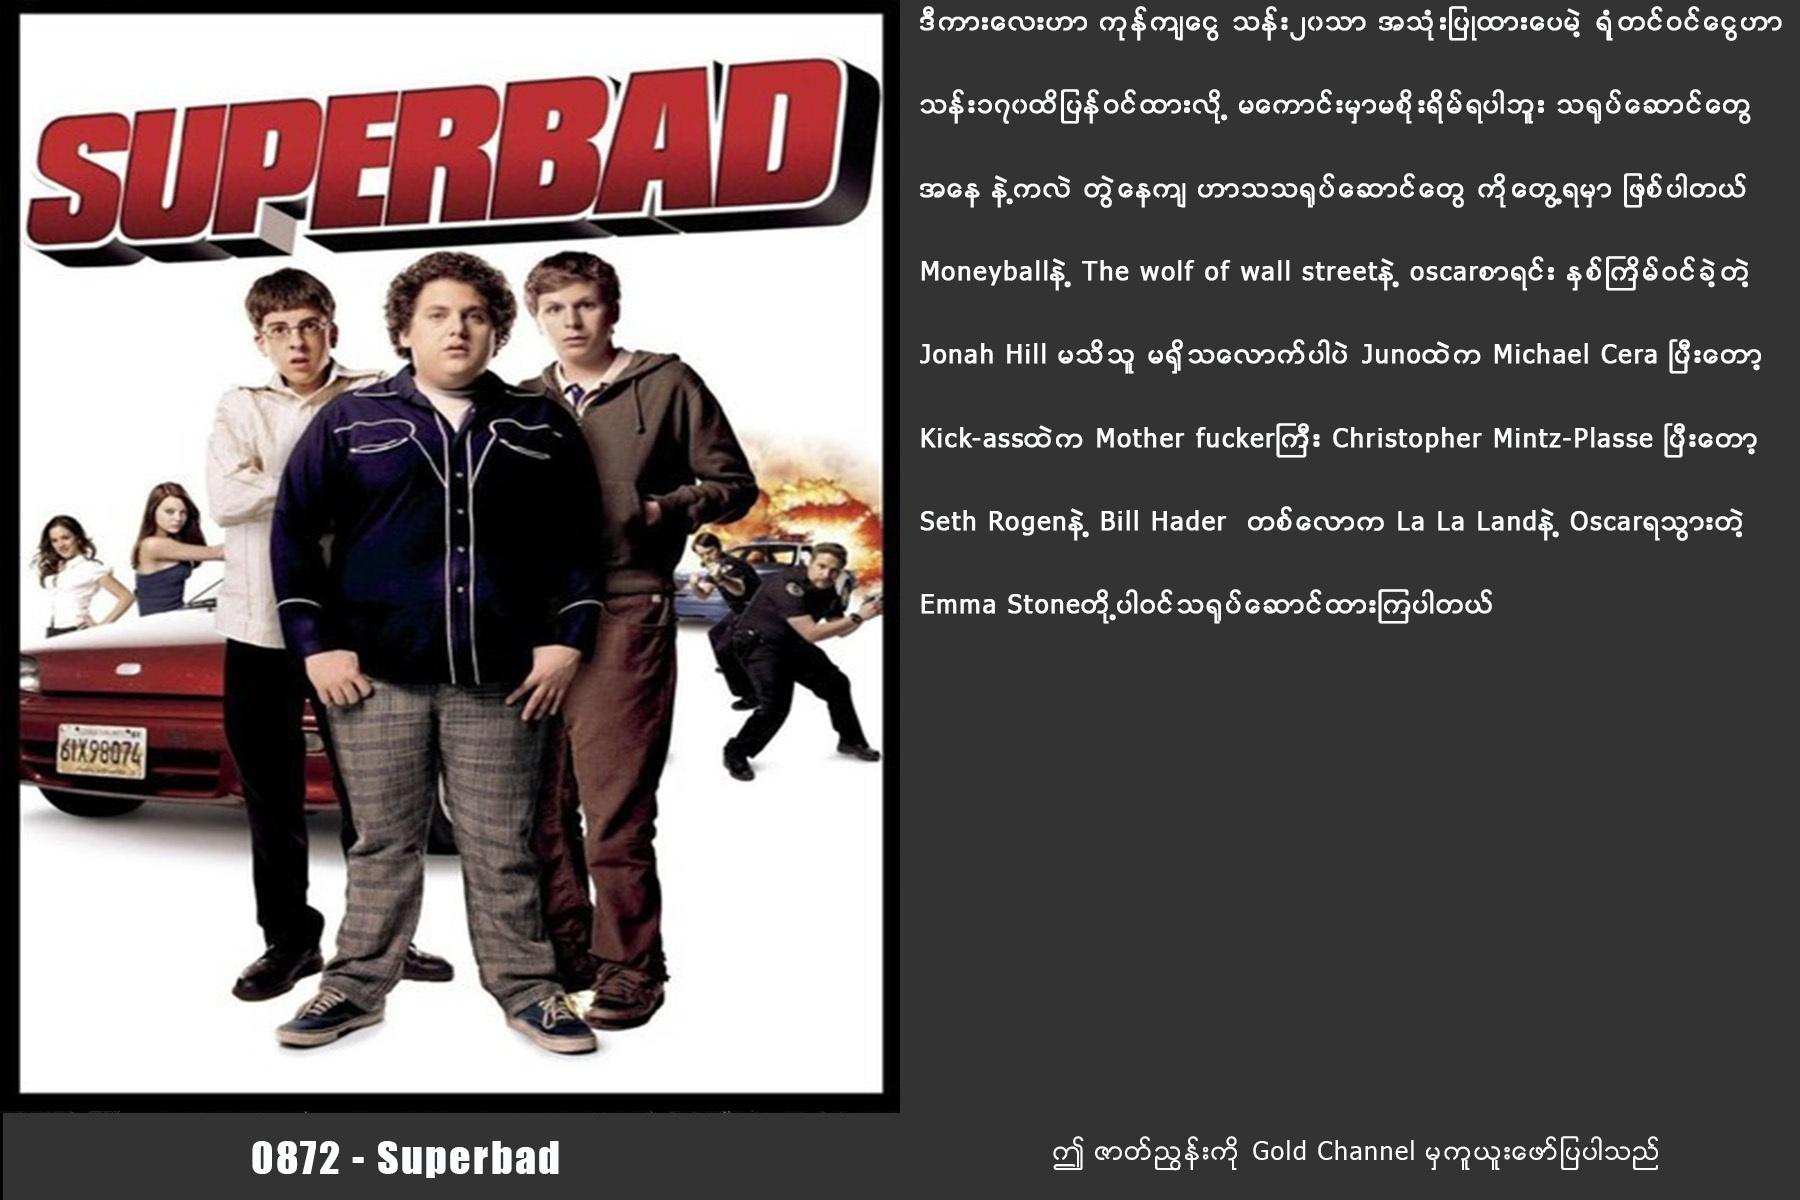 SUPERBAD
ဒီကားလေးဟာ ကုန်ကျငွေ သန်း၂၀သာ အသုံးပြုထားပေမဲ့ ရုံတင်ဝင်ငွေဟာ
သန်း၁၇၀ထိပြန်ဝင်ထားလို့ မကောင်းမှာမစိုးရိမ်ရပါဘူး သရုပ်ဆောင်တွေ
အနေ နဲ့ကလဲ တွဲနေကျ ဟာသသရုပ်ဆောင်တွေ ကိုတွေ့ရမှာ ဖြစ်ပါတယ်
Moneyballနဲ့ The wolf of wall streetနဲ့ oscarစာရင်း နှစ်ကြိမ်ဝင်ခဲ့တဲ့
Jonah Hill မသိသူ မရှိသလောက်ပါပဲ Junoထဲက Michael Cera ပြီးတော့
Kick-assထဲက Mother fuckerကြီး Christopher Mintz-Plasse ပြီးတော့
Seth Rogenနဲ့ Bill Hader တစ်လောက La La Landနဲ့ Oscarရသွားတဲ့
Emma Stoneတို့ပါဝင်သရုပ်ဆောင်ထားကြပါတယ်
6IX98074
0872 - Superbad
ဤ ဇာတ်ညွှန်းကို Gold Channel မှကူယူးဖော်ပြပါသည်